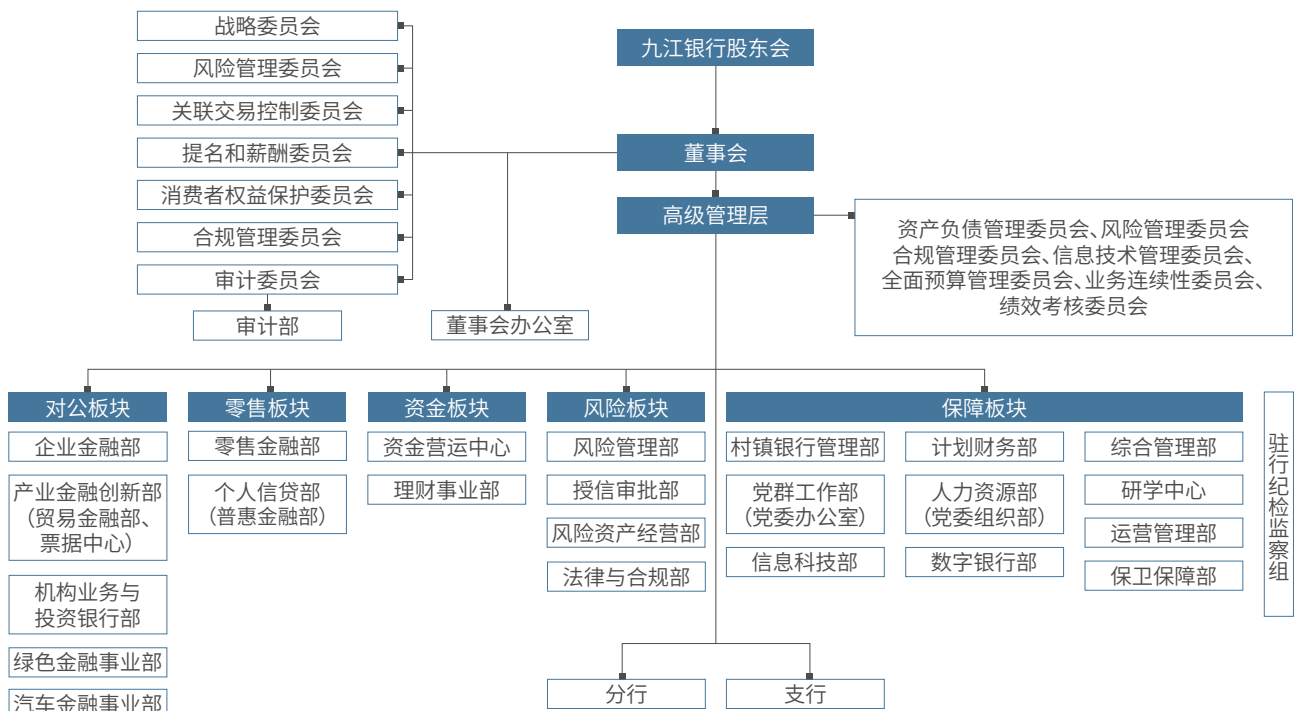 战略委员会
风险管理委员会
关联交易控制委员会
提名和薪酬委员会
消费者权益保护委员会
合规管理委员会
审计委员会
审计部
董事会办公室
九江银行股东会
董事会
高级管理层
资产负债管理委员会、风险管理委员会
合规管理委员会、信息技术管理委员会、
全面预算管理委员会、业务连续性委员会、
绩效考核委员会
对公板块
企业金融部
产业金融创新部
(贸易金融部、
票据中心)
机构业务与
投资银行部
绿色金融事业部
汽车金融事业部
零售板块
零售金融部
个人信贷部
(普惠金融部)
资金板块
资金营运中心
理财事业部
风险板块
风险管理部
授信审批部
风险资产经营部
法律与合规部
保障板块
村镇银行管理部
党群工作部
(党委办公室)
信息科技部
计划财务部
人力资源部
(党委组织部)
数字银行部
综合管理部
研学中心
运营管理部
保卫保障部
驻行纪检监察组
分行
支行